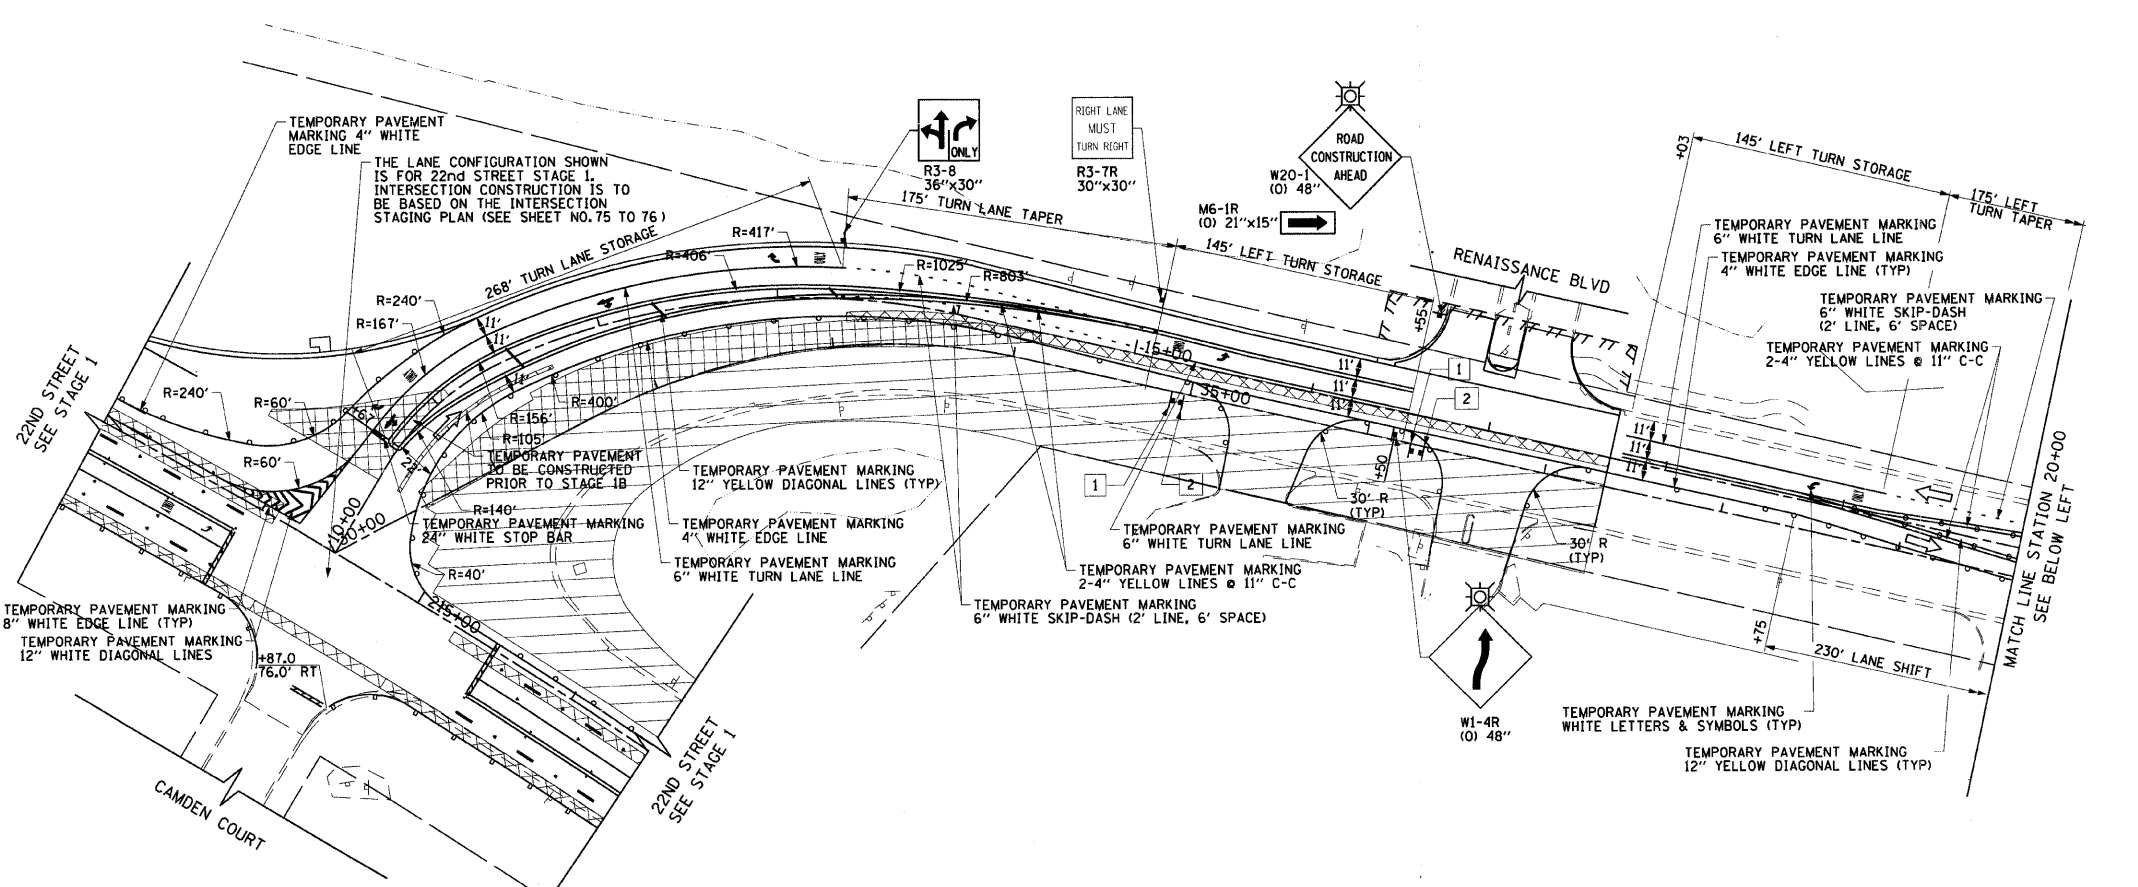 TEMPORARY PAVEMENT
MARKING 4" WHITE
EDGE LINE
THE LANE CONFIGURATION SHOWN
IS FOR 22nd STREET STAGE 1.
INTERSECTION CONSTRUCTION IS TO
BE BASED ON THE INTERSECTION
STAGING PLAN (SEE SHEET NO.75 TO 76)
268' TURN LANE STORAGE
R=417'
R=406'
R=1025'
R=803'
R=240'
R=167'
11'
11'
ONLY
R3-8
36"x30"
175' TURN LANE TAPER
RIGHT LANE
MUST
TURN RIGHT
R3-7R
30"x30"
ROAD
CONSTRUCTION
AHEAD
W20-1
(O) 48"
M6-1R
(O) 21"x15"
145' LEFT TURN STORAGE
RENAISSANCE BLVD
+55
+03
145' LEFT TURN STORAGE
175' LEFT
TURN TAPER
TEMPORARY PAVEMENT MARKING
6" WHITE TURN LANE LINE
TEMPORARY PAVEMENT MARKING
4" WHITE EDGE LINE (TYP)
TEMPORARY PAVEMENT MARKING
6" WHITE SKIP-DASH
(2' LINE, 6' SPACE)
TEMPORARY PAVEMENT MARKING
2-4" YELLOW LINES @ 11" C-C
22ND STREET
SEE STAGE 1
R=240'
R=60'
R=60'
R=400'
R=156'
R=105'
TEMPORARY PAVEMENT
TO BE CONSTRUCTED
PRIOR TO STAGE 1B
R=140'
10+00
30+00
TEMPORARY PAVEMENT MARKING
24" WHITE STOP BAR
TEMPORARY PAVEMENT MARKING
12" YELLOW DIAGONAL LINES (TYP)
TEMPORARY PAVEMENT MARKING
4" WHITE EDGE LINE
TEMPORARY PAVEMENT MARKING
6" WHITE TURN LANE LINE
15+00
35+00
11'
11'
11'
1
2
1
2
+50
30' R
(TYP)
30' R
(TYP)
11'
11'
11'
TEMPORARY PAVEMENT MARKING
6" WHITE TURN LANE LINE
TEMPORARY PAVEMENT MARKING
2-4" YELLOW LINES @ 11" C-C
TEMPORARY PAVEMENT MARKING
6" WHITE SKIP-DASH (2' LINE, 6' SPACE)
R=40'
215+00
TEMPORARY PAVEMENT MARKING
8" WHITE EDGE LINE (TYP)
TEMPORARY PAVEMENT MARKING
12" WHITE DIAGONAL LINES
+87.0
76.0' RT
CAMDEN COURT
22ND STREET
SEE STAGE 1
W1-4R
(O) 48"
+75
230' LANE SHIFT
MATCH LINE STATION 20+00
SEE BELOW LEFT
TEMPORARY PAVEMENT MARKING
WHITE LETTERS & SYMBOLS (TYP)
TEMPORARY PAVEMENT MARKING
12" YELLOW DIAGONAL LINES (TYP)